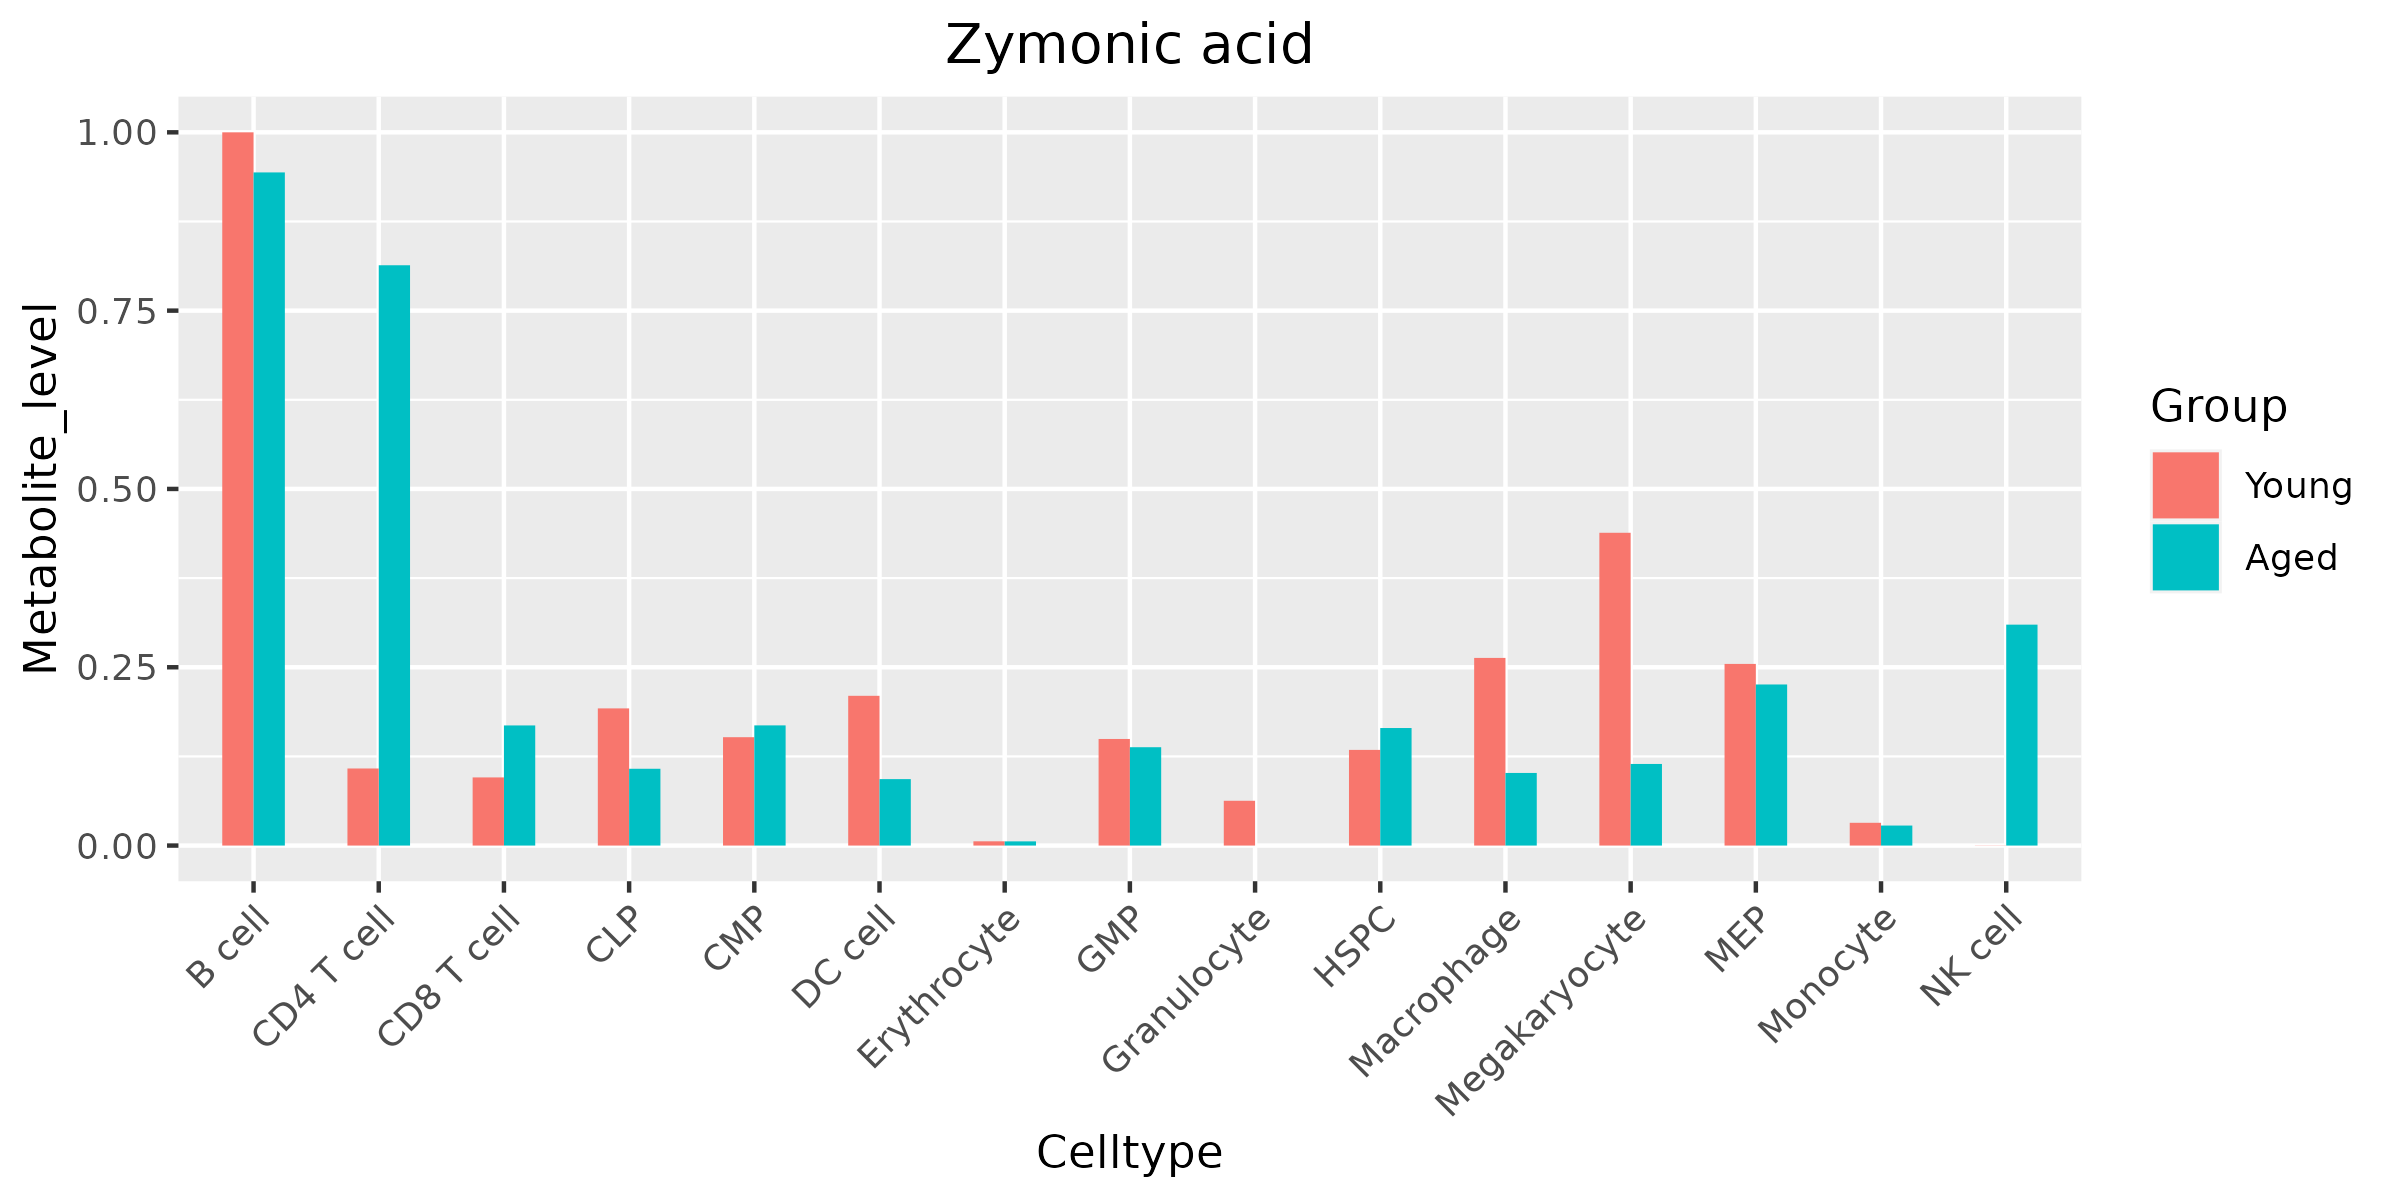 Zymonic acid
Metabolite_level
1.00
0.75
0.50
0.25
0.00
B cell
CD4 T cell
CD8 T cell
CLP
CMP
DC cell
Erythrocyte
GMP
Granulocyte
HSPC
Macrophage
Megakaryocyte
MEP
Monocyte
NK cell
Celltype
Group
Young
Aged